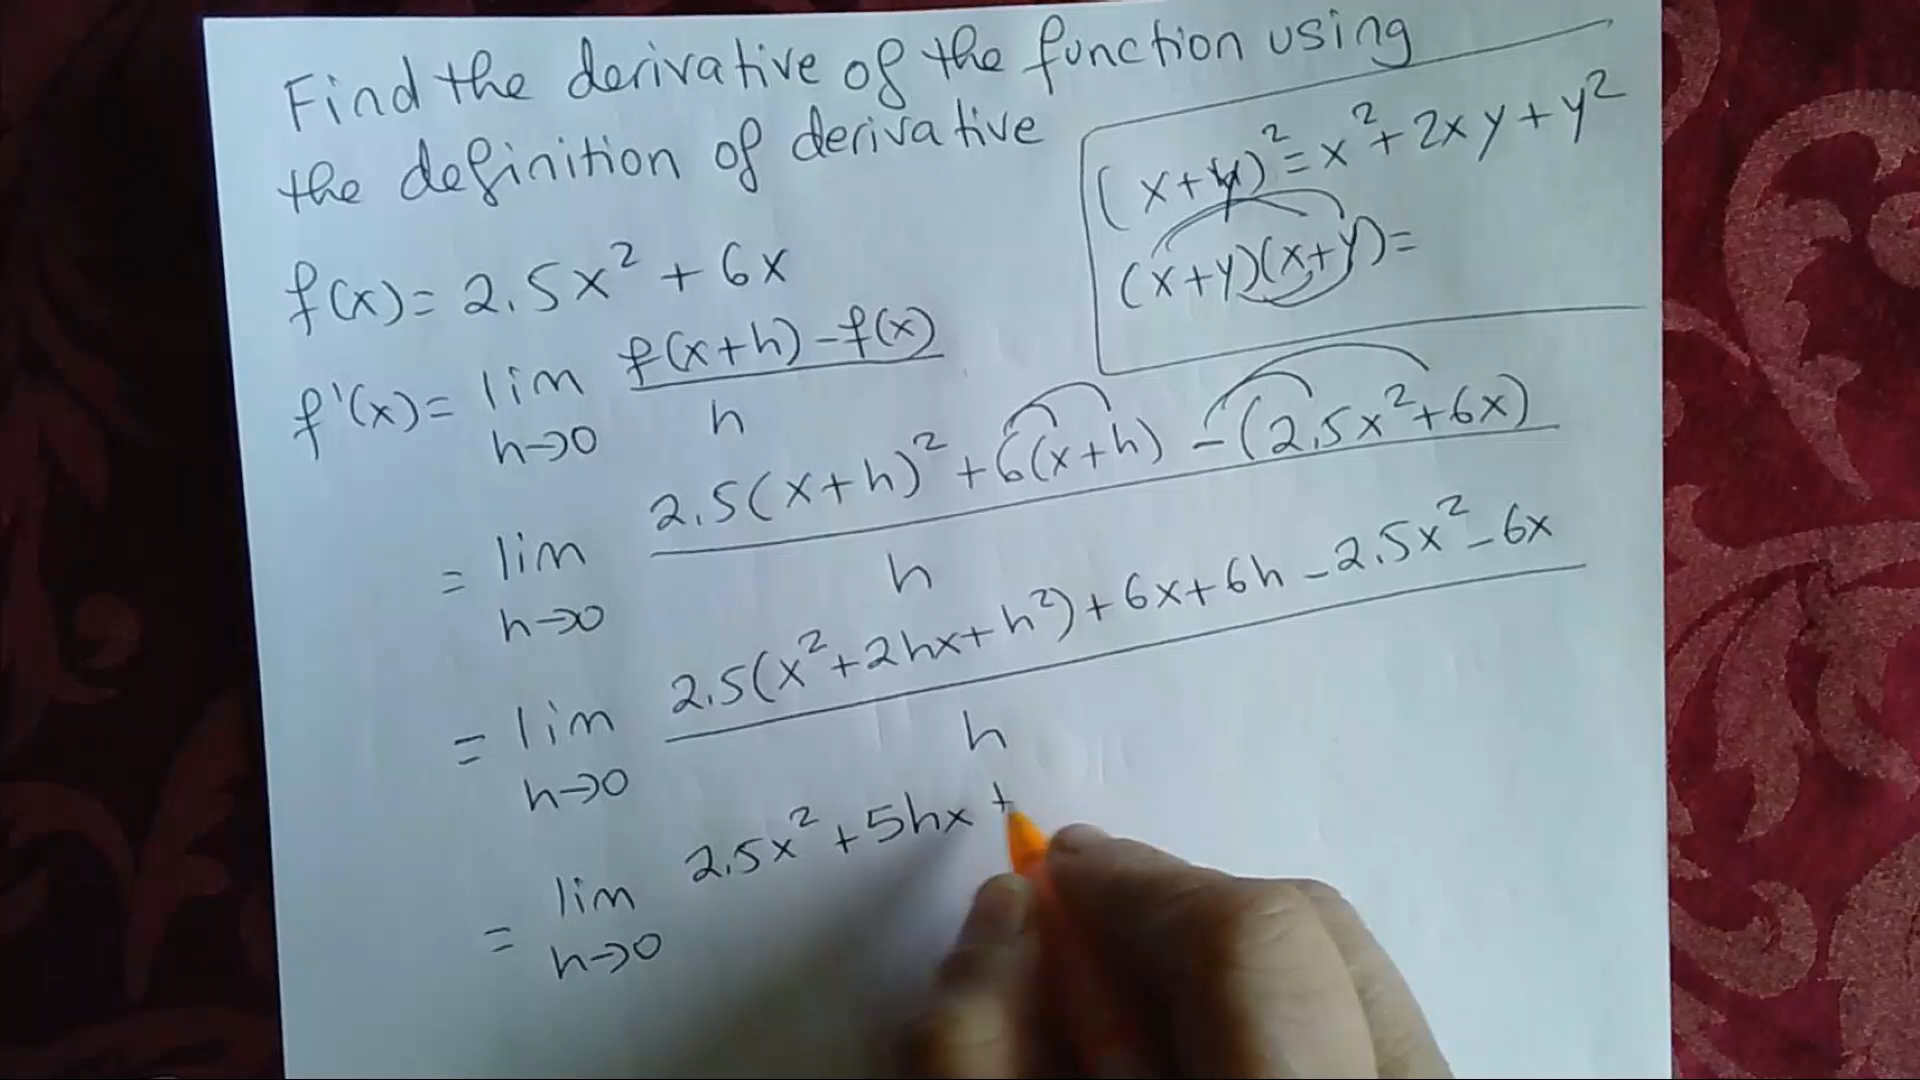 Find the derivative of the function using
the definition of derivative
(x+y)²=x²+2xy+y²
(x+y)(x+y)=
f(x)=2.5x²+6x
f'(x)= lim h→0 f(x+h)-f(x) / h
= lim h→0 2.5(x+h)²+6(x+h)-(2.5x²+6x) / h
= lim h→0 2.5(x²+2hx+h²)+6x+6h-2.5x²-6x / h
= lim h→0 2.5x²+5hx+